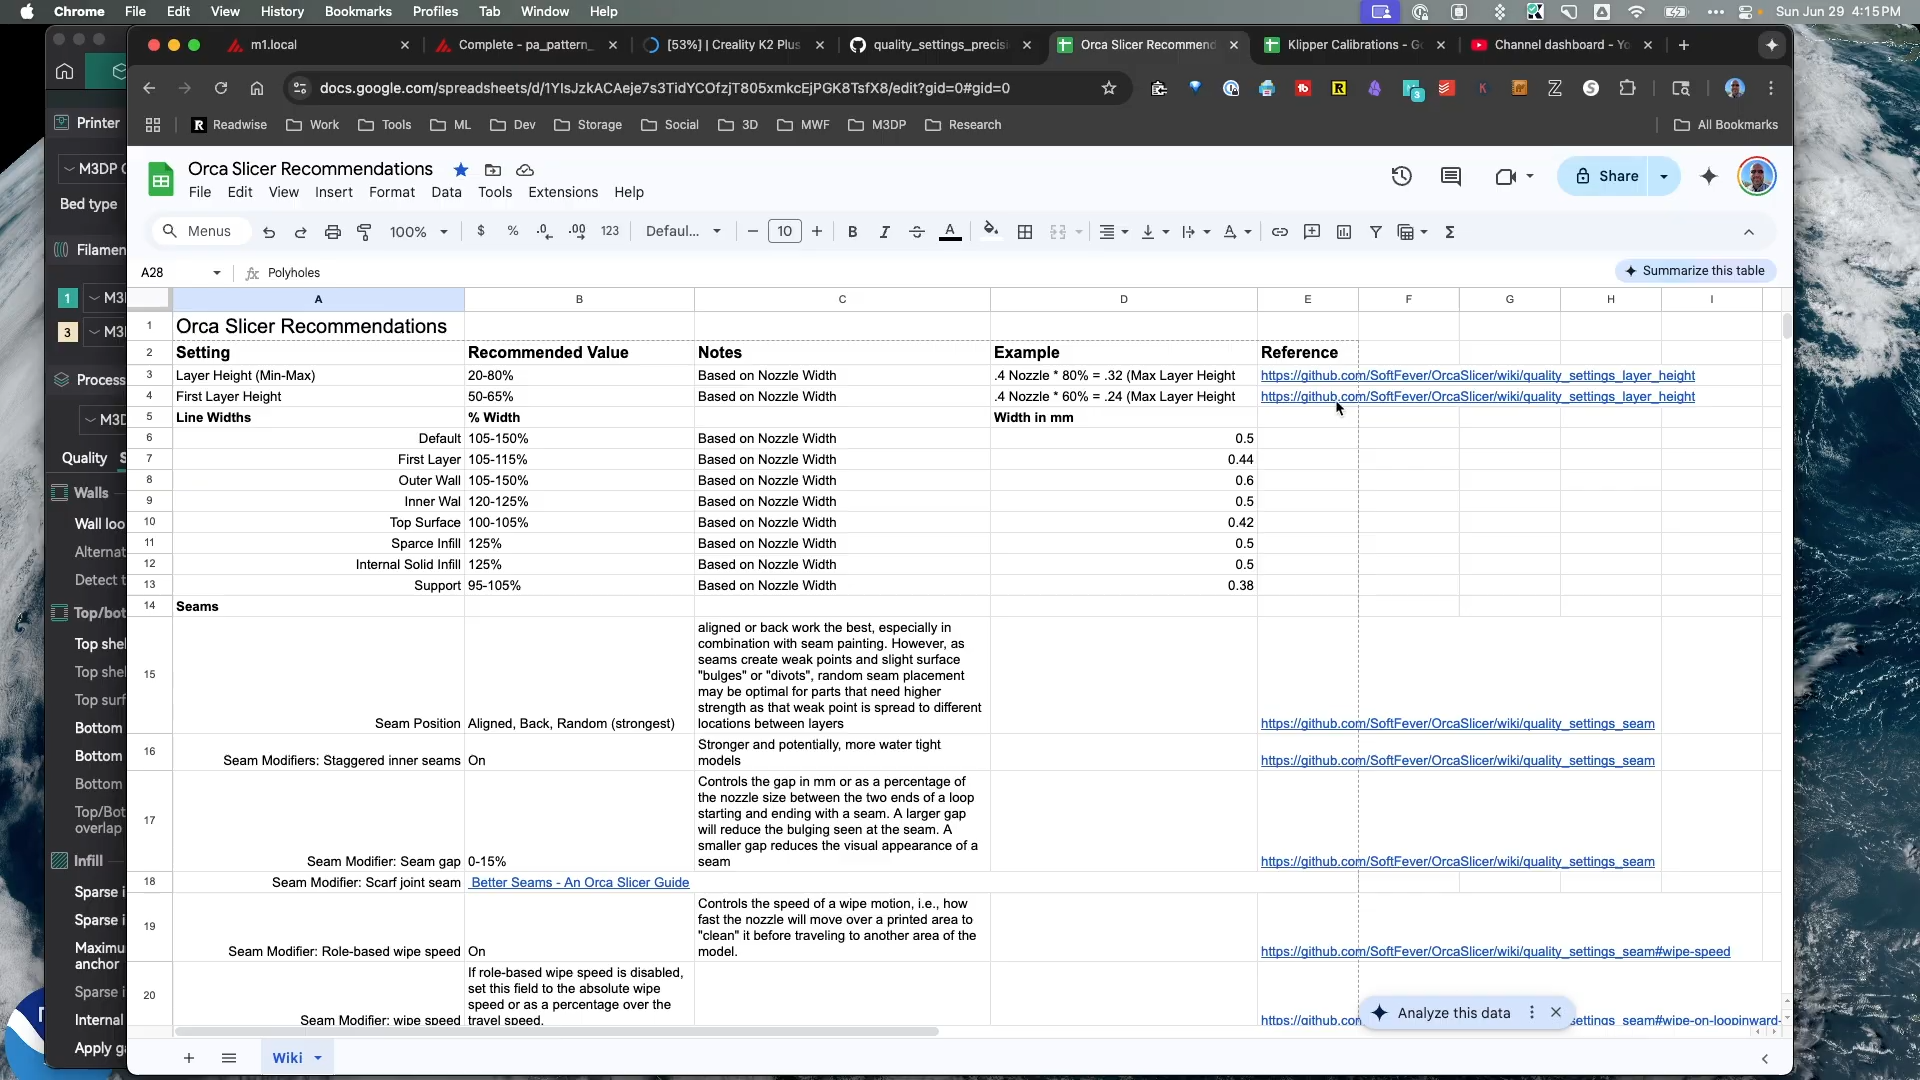 Chrome File Edit View History Bookmarks Profiles Tab Window Help
Sun Jun 29 4:15PM
m1.local
Complete - pa_pattern_
[53%] | Creality K2 Plus
quality_settings_precisi
Orca Slicer Recommend
Klipper Calibrations - Go
Channel dashboard - Yo
docs.google.com/spreadsheets/d/1YIsJzkACAeje7s3TidYCOfzjT805xmkcEjPGK8TsfX8/edit?gid=0#gid=0
Readwise Work Tools ML Dev Storage Social 3D MWF M3DP Research All Bookmarks
Orca Slicer Recommendations
File Edit View Insert Format Data Tools Extensions Help
Share
Menus 100% $ % .0 .00 123 Defaul... 10
A28 Polyholes
Summarize this table
A B C D E F G H I
1 Orca Slicer Recommendations
2 Setting Recommended Value Notes Example Reference
3 Layer Height (Min-Max) 20-80% Based on Nozzle Width .4 Nozzle * 80% = .32 (Max Layer Height https://github.com/SoftFever/OrcaSlicer/wiki/quality_settings_layer_height
4 First Layer Height 50-65% Based on Nozzle Width .4 Nozzle * 60% = .24 (Max Layer Height https://github.com/SoftFever/OrcaSlicer/wiki/quality_settings_layer_height
5 Line Widths % Width Width in mm
6 Default 105-150% Based on Nozzle Width 0.5
7 First Layer 105-115% Based on Nozzle Width 0.44
8 Outer Wall 105-150% Based on Nozzle Width 0.6
9 Inner Wal 120-125% Based on Nozzle Width 0.5
10 Top Surface 100-105% Based on Nozzle Width 0.42
11 Sparce Infill 125% Based on Nozzle Width 0.5
12 Internal Solid Infill 125% Based on Nozzle Width 0.5
13 Support 95-105% Based on Nozzle Width 0.38
14 Seams
aligned or back work the best, especially in
combination with seam painting. However, as
seams create weak points and slight surface
"bulges" or "divots", random seam placement
may be optimal for parts that need higher
strength as that weak point is spread to different
locations between layers
15 Seam Position Aligned, Back, Random (strongest) https://github.com/SoftFever/OrcaSlicer/wiki/quality_settings_seam
Stronger and potentially, more water tight
models
16 Seam Modifiers: Staggered inner seams On https://github.com/SoftFever/OrcaSlicer/wiki/quality_settings_seam
Controls the gap in mm or as a percentage of
the nozzle size between the two ends of a loop
starting and ending with a seam. A larger gap
will reduce the bulging seen at the seam. A
smaller gap reduces the visual appearance of a
seam
17 Seam Modifier: Seam gap 0-15% https://github.com/SoftFever/OrcaSlicer/wiki/quality_settings_seam
18 Seam Modifier: Scarf joint seam Better Seams - An Orca Slicer Guide
Controls the speed of a wipe motion, i.e., how
fast the nozzle will move over a printed area to
"clean" it before traveling to another area of the
model.
19 Seam Modifier: Role-based wipe speed On https://github.com/SoftFever/OrcaSlicer/wiki/quality_settings_seam#wipe-speed
If role-based wipe speed is disabled,
set this field to the absolute wipe
speed or as a percentage over the
travel speed.
20 Seam Modifier: wipe speed https://github.com settings_seam#wipe-on-loopinward-
Analyze this data
Wiki
Printer
M3DP
Bed type
Filamen
1 M3
3 M3
Process
M3D
Quality S
Walls
Wall loo
Alternat
Detect t
Top/bot
Top shel
Top shel
Top surf
Bottom
Bottom
Bottom
Top/Bot
overlap
Infill
Sparse i
Sparse i
Maximu
anchor
Sparse i
Internal
Apply ga